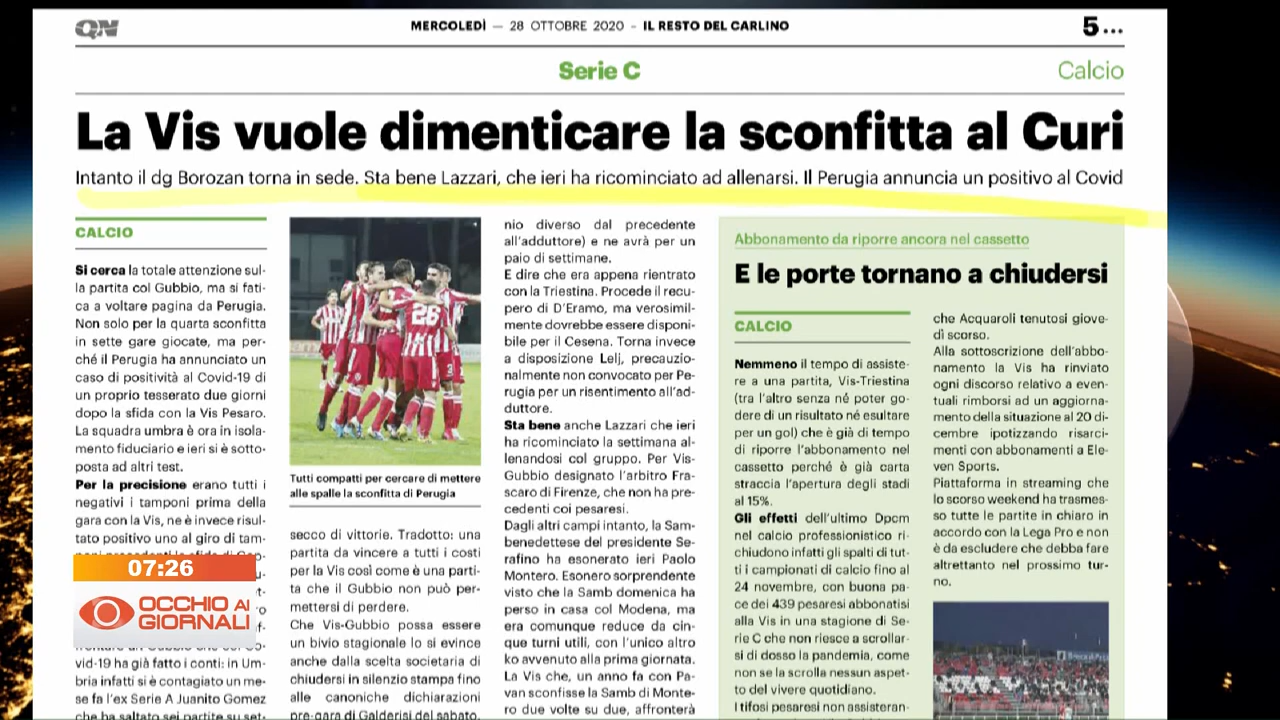 QN
MERCOLEDÌ — 28 OTTOBRE 2020 – IL RESTO DEL CARLINO
5 ...
Serie C
Calcio
La Vis vuole dimenticare la sconfitta al Curi
Intanto il dg Borozan torna in sede. Sta bene Lazzari, che ieri ha ricominciato ad allenarsi. Il Perugia annuncia un positivo al Covid
CALCIO
Si cerca la totale attenzione sul-
la partita col Gubbio, ma si fati-
ca a voltare pagina da Perugia.
Non solo per la quarta sconfitta
in sette gare giocate, ma per-
ché il Perugia ha annunciato un
caso di positività al Covid-19 di
un proprio tesserato due giorni
dopo la sfida con la Vis Pesaro.
La squadra umbra è ora in isola-
mento fiduciario e ieri si è sotto-
posta ad altri test.
Per la precisione erano tutti i
negativi i tamponi prima della
gara con la Vis, ne è invece risul-
tato positivo uno al giro di tam-
07:26
OCCHIO AI
GIORNALI
vid-19 ha già fatto i conti: in Um-
bria infatti si è contagiato un me-
se fa l'ex Serie A Juanito Gomez
che ha saltato sei partite su set-
26
3
Tutti compatti per cercare di mettere
alle spalle la sconfitta di Perugia
secco di vittorie. Tradotto: una
partita da vincere a tutti i costi
per la Vis così come è una parti-
ta che il Gubbio non può per-
mettersi di perdere.
Che Vis-Gubbio possa essere
un bivio stagionale lo si evince
anche dalla scelta societaria di
chiudersi in silenzio stampa fino
alle canoniche dichiarazioni
pre-gara di Galderisi del sabato.
nio diverso dal precedente
all'adduttore) e ne avrà per un
paio di settimane.
E dire che era appena rientrato
con la Triestina. Procede il recu-
pero di D'Eramo, ma verosimil-
mente dovrebbe essere disponi-
bile per il Cesena. Torna invece
a disposizione Lelj, precauzio-
nalmente non convocato per Pe-
rugia per un risentimento all'ad-
duttore.
Sta bene anche Lazzari che ieri
ha ricominciato la settimana al-
lenandosi col gruppo. Per Vis-
Gubbio designato l'arbitro Fra-
scaro di Firenze, che non ha pre-
cedenti coi pesaresi.
Dagli altri campi intanto, la Sam-
benedettese del presidente Se-
rafino ha esonerato ieri Paolo
Montero. Esonero sorprendente
visto che la Samb domenica ha
perso in casa col Modena, ma
era comunque reduce da cin-
que turni utili, con l'unico altro
ko avvenuto alla prima giornata.
La Vis che, un anno fa con Pa-
van sconfisse la Samb di Monte-
ro due volte su due, affronterà
Abbonamento da riporre ancora nel cassetto
E le porte tornano a chiudersi
CALCIO
Nemmeno il tempo di assiste-
re a una partita, Vis-Triestina
(tra l'altro senza né poter go-
dere di un risultato né esultare
per un gol) che è già di tempo
di riporre l'abbonamento nel
cassetto perché è già carta
straccia l'apertura degli stadi
al 15%.
Gli effetti dell'ultimo Dpcm
nel calcio professionistico ri-
chiudono infatti gli spalti di tut-
ti i campionati di calcio fino al
24 novembre, con buona pa-
ce dei 439 pesaresi abbonatisi
alla Vis in una stagione di Se-
rie C che non riesce a scrollar-
si di dosso la pandemia, come
non se la scrolla nessun aspet-
to del vivere quotidiano.
I tifosi pesaresi non assisteran-
che Acquaroli tenutosi giove-
dì scorso.
Alla sottoscrizione dell'abbo-
namento la Vis ha rinviato
ogni discorso relativo a even-
tuali rimborsi ad un aggiorna-
mento della situazione al 20 di-
cembre ipotizzando risarci-
menti con abbonamenti a Ele-
ven Sports.
Piattaforma in streaming che
lo scorso weekend ha trasmes-
so tutte le partite in chiaro in
accordo con la Lega Pro e non
è da escludere che debba fare
altrettanto nel prossimo tur-
no.